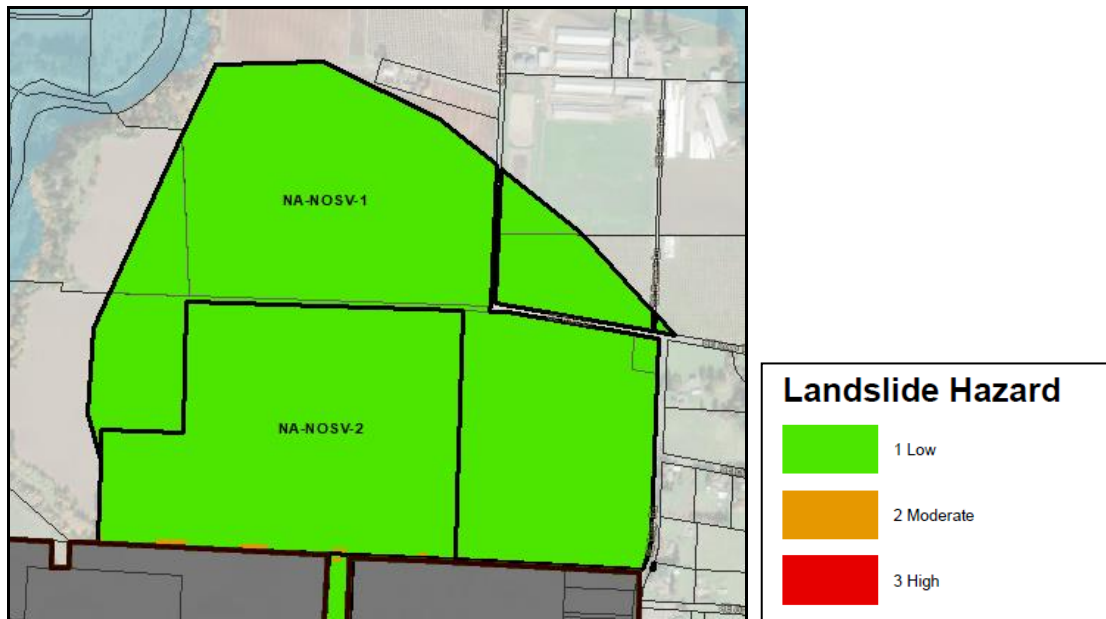 NA-NOSV-1
NA-NOSV-2
Landslide Hazard
1 Low
2 Moderate
3 High